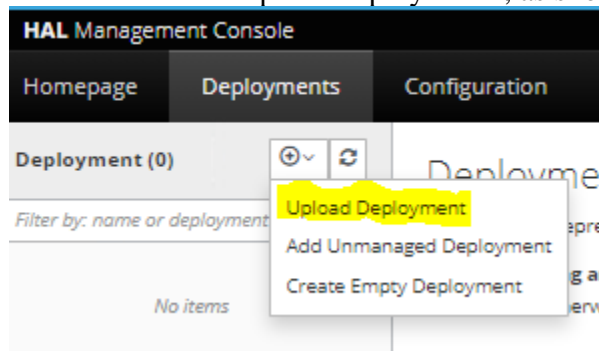 HAL Management Console
Homepage Deployments Configuration
Deployment (0)
Filter by: name or deployment
No items
Upload Deployment
Add Unmanaged Deployment
Create Empty Deployment